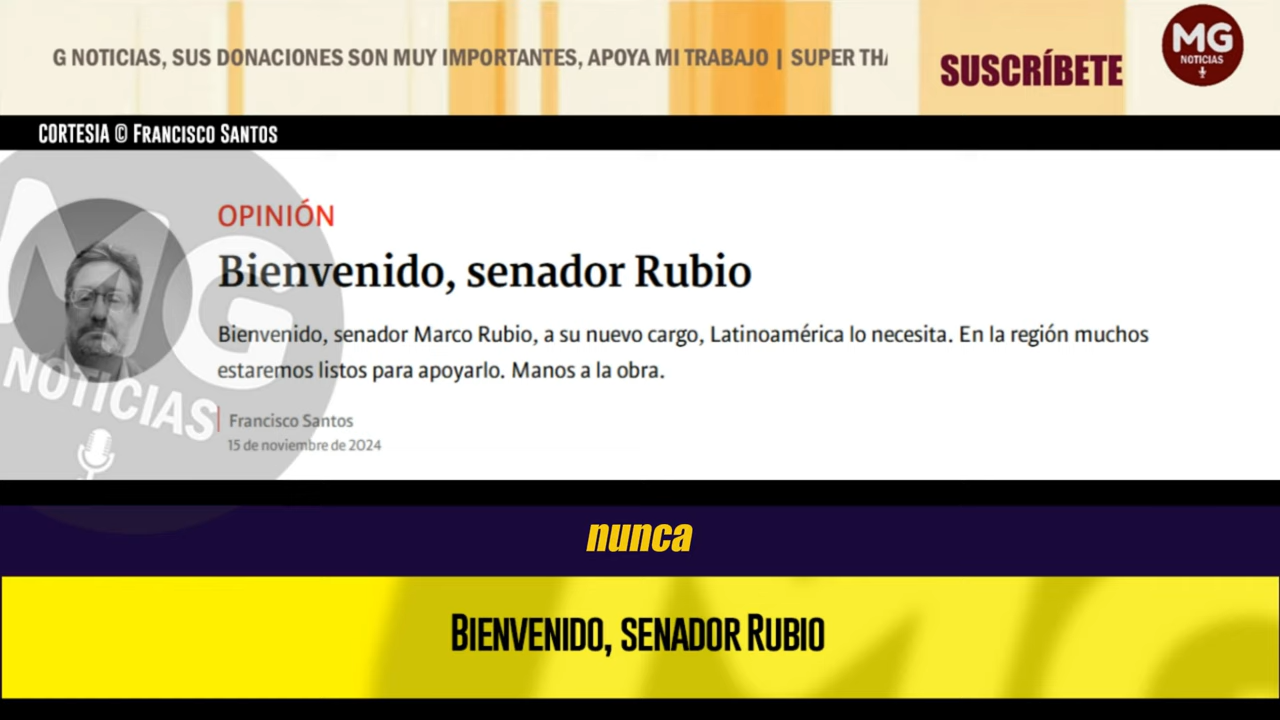 G NOTICIAS, SUS DONACIONES SON MUY IMPORTANTES, APOYA MI TRABAJO | SUPER
SUSCRÍBETE
MG
NOTICIAS
CORTESIA © FRANCISCO SANTOS
OPINIÓN
Bienvenido, senador Rubio
Bienvenido, senador Marco Rubio, a su nuevo cargo, Latinoamérica lo necesita. En la región muchos
estaremos listos para apoyarlo. Manos a la obra.
Francisco Santos
15 de noviembre de 2024
MG
NOTICIAS
nunca
BIENVENIDO, SENADOR RUBIO